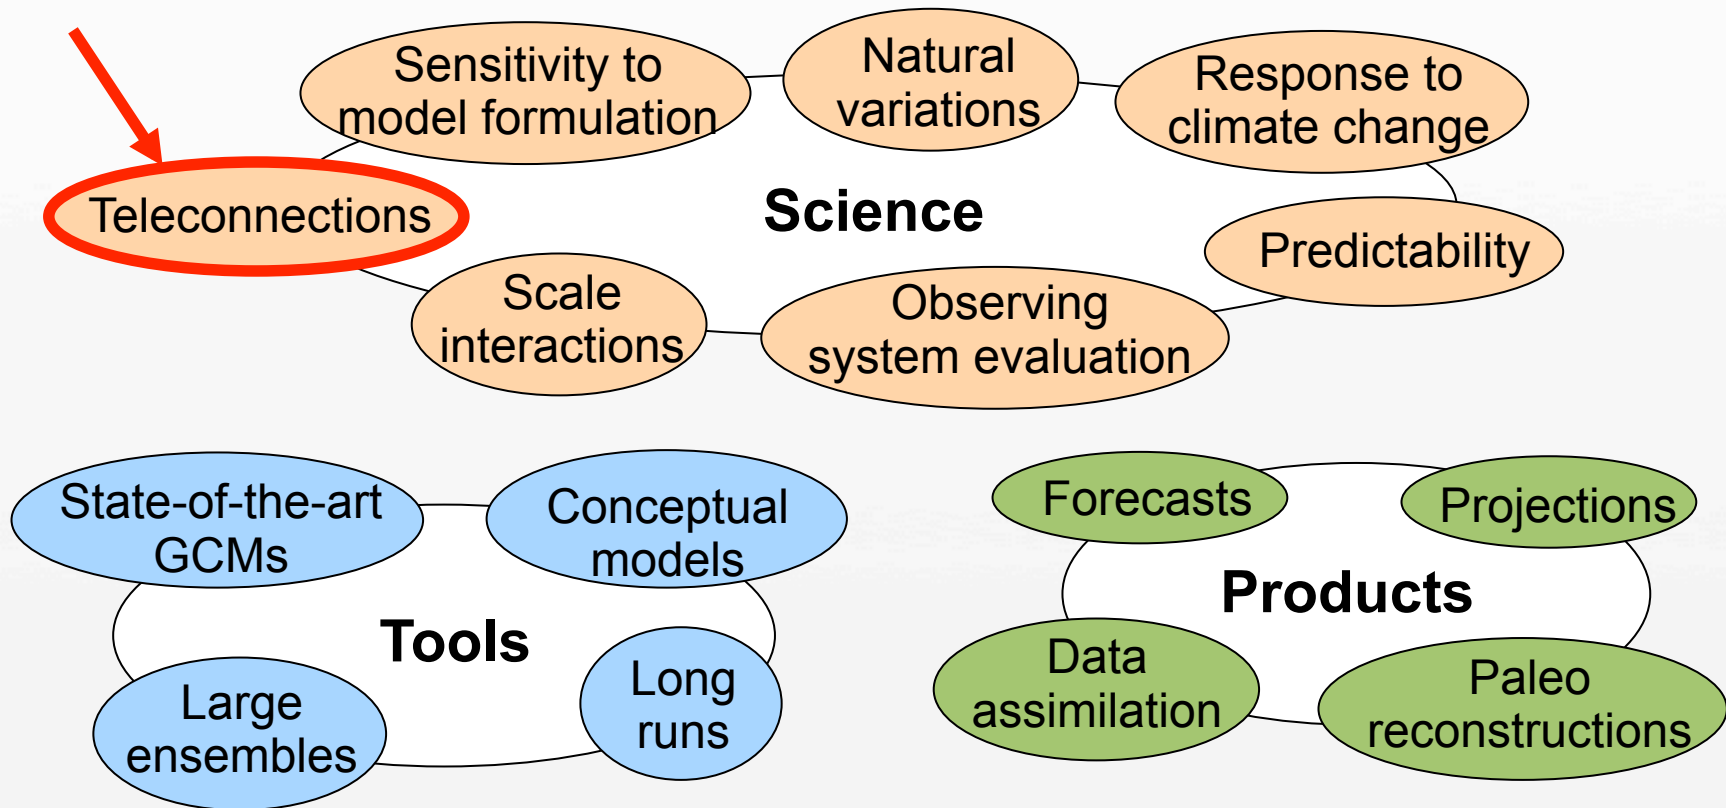 Sensitivity to
model formulation
Natural
variations
Response to
climate change
Teleconnections
Science
Predictability
Scale
interactions
Observing
system evaluation
State-of-the-art
GCMs
Conceptual
models
Tools
Large
ensembles
Long
runs
Forecasts
Projections
Products
Data
assimilation
Paleo
reconstructions